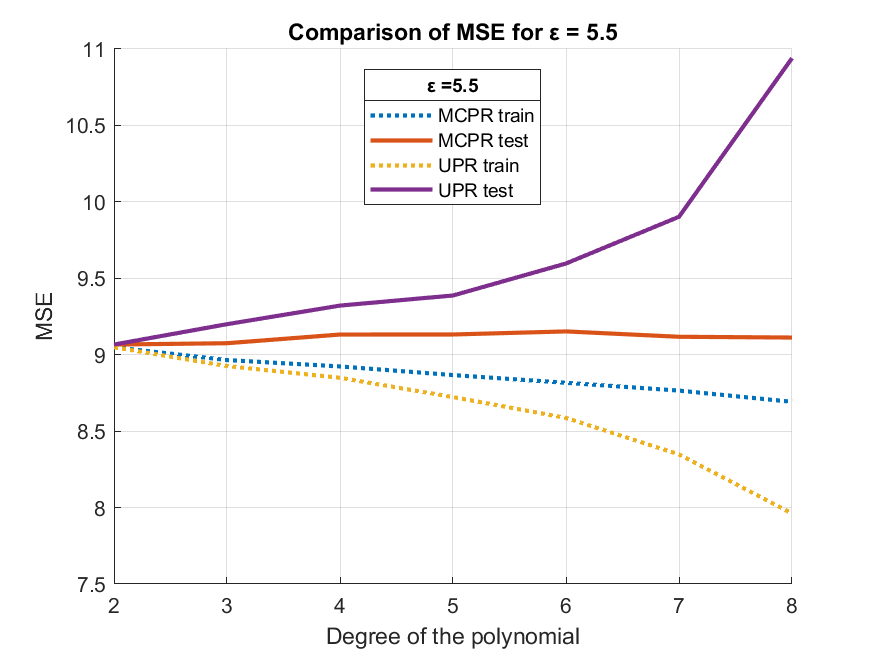 Comparison of MSE for ε = 5.5
11
10.5
10
9.5
9
8.5
8
7.5
MSE
ε =5.5
MCPR train
MCPR test
UPR train
UPR test
2 3 4 5 6 7 8
Degree of the polynomial